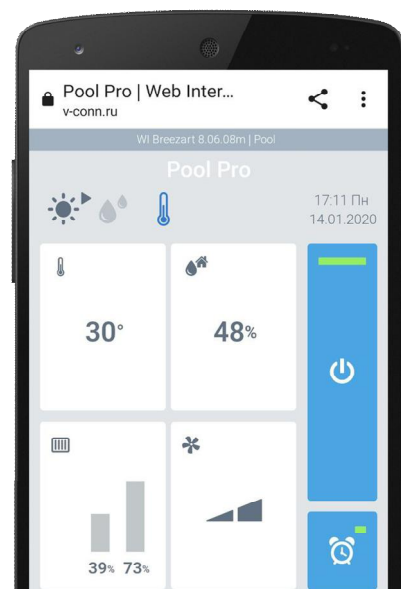 Pool Pro | Web Inter...
v-conn.ru
WI Breezart 8.06.08m | Pool
Pool Pro
17:11 Пн
14.01.2020
30°
48%
39% 73%